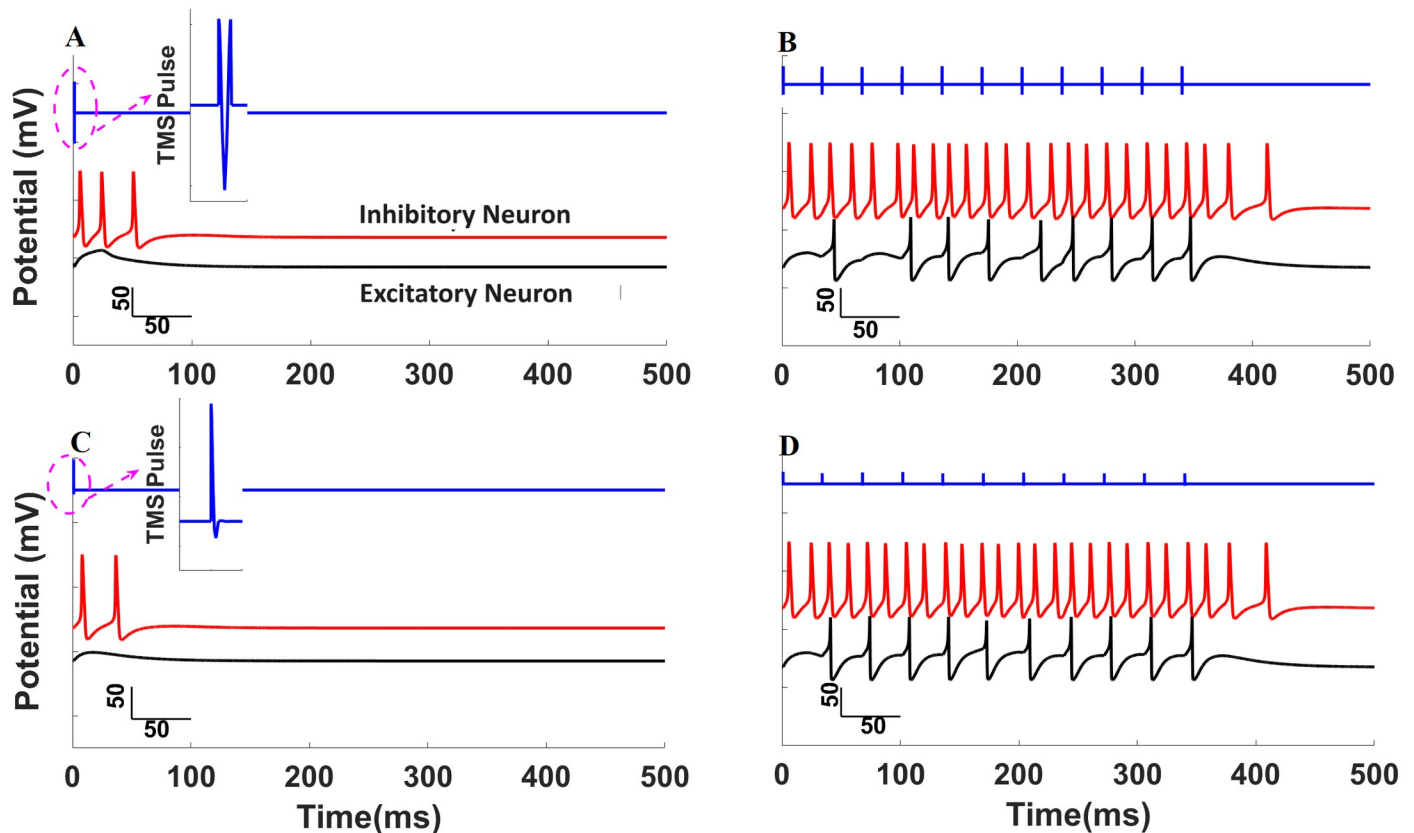 A
TMS Pulse
Potential (mV)
Inhibitory Neuron
Excitatory Neuron
50
50
0 100 200 300 400 500
B
50
50
0 100 200 300 400 500
C
TMS Pulse
Potential (mV)
50
50
0 100 200 300 400 500
Time(ms)
D
50
50
0 100 200 300 400 500
Time(ms)